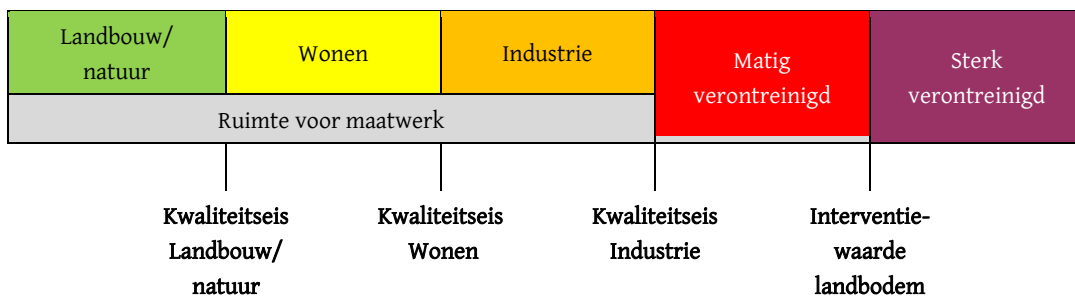 Landbouw/
natuur
Wonen
Industrie
Matig
verontreinigd
Sterk
verontreinigd
Ruimte voor maatwerk
Kwaliteitseis
Landbouw/
natuur
Kwaliteitseis
Wonen
Kwaliteitseis
Industrie
Interventie-
waarde
landbodem